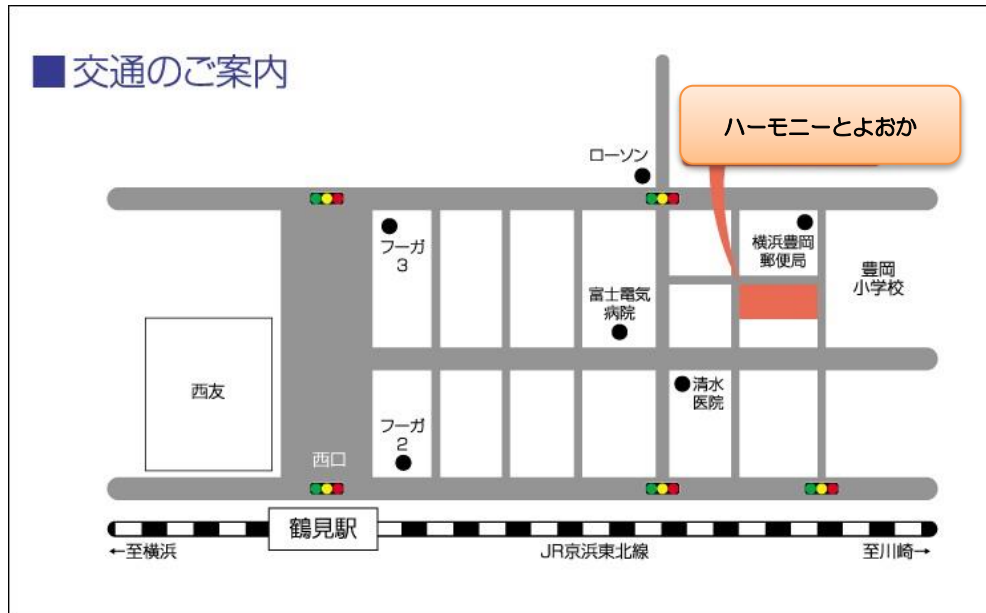 ■交通のご案内
ハーモニーとよおか
ローソン
フーガ
3
横浜豊岡
郵便局
豊岡
小学校
富士電気
病院
西友
清水
医院
フーガ
2
西口
鶴見駅
←至横浜
JR京浜東北線
至川崎→